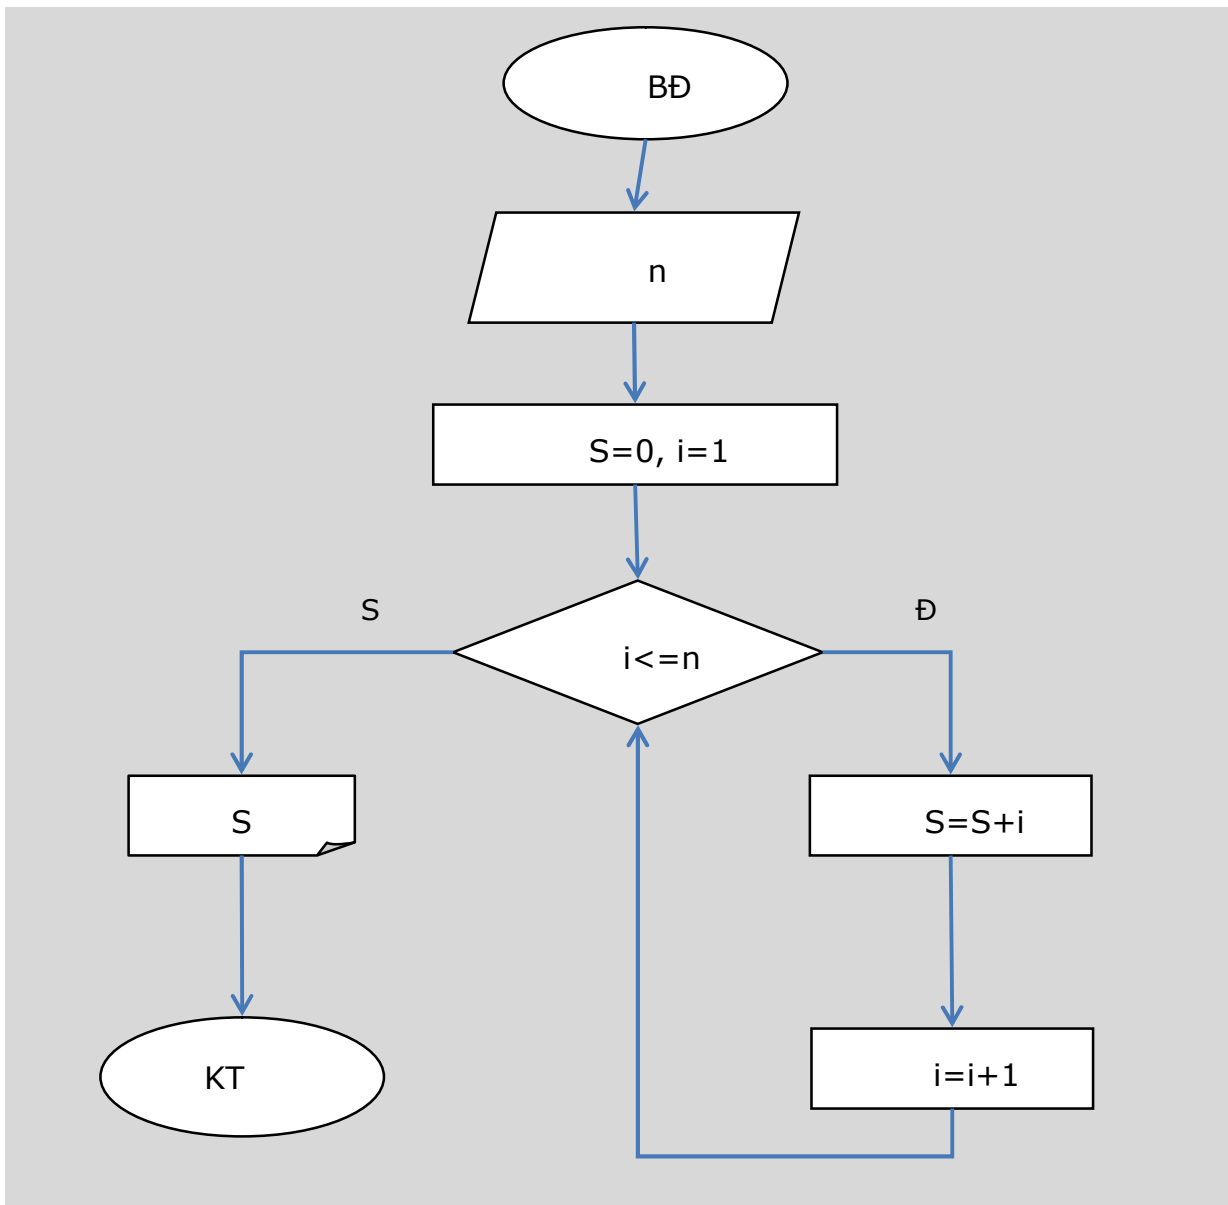 BĐ
n
S=0, i=1
S
Đ
i<=n
S
S=S+i
KT
i=i+1